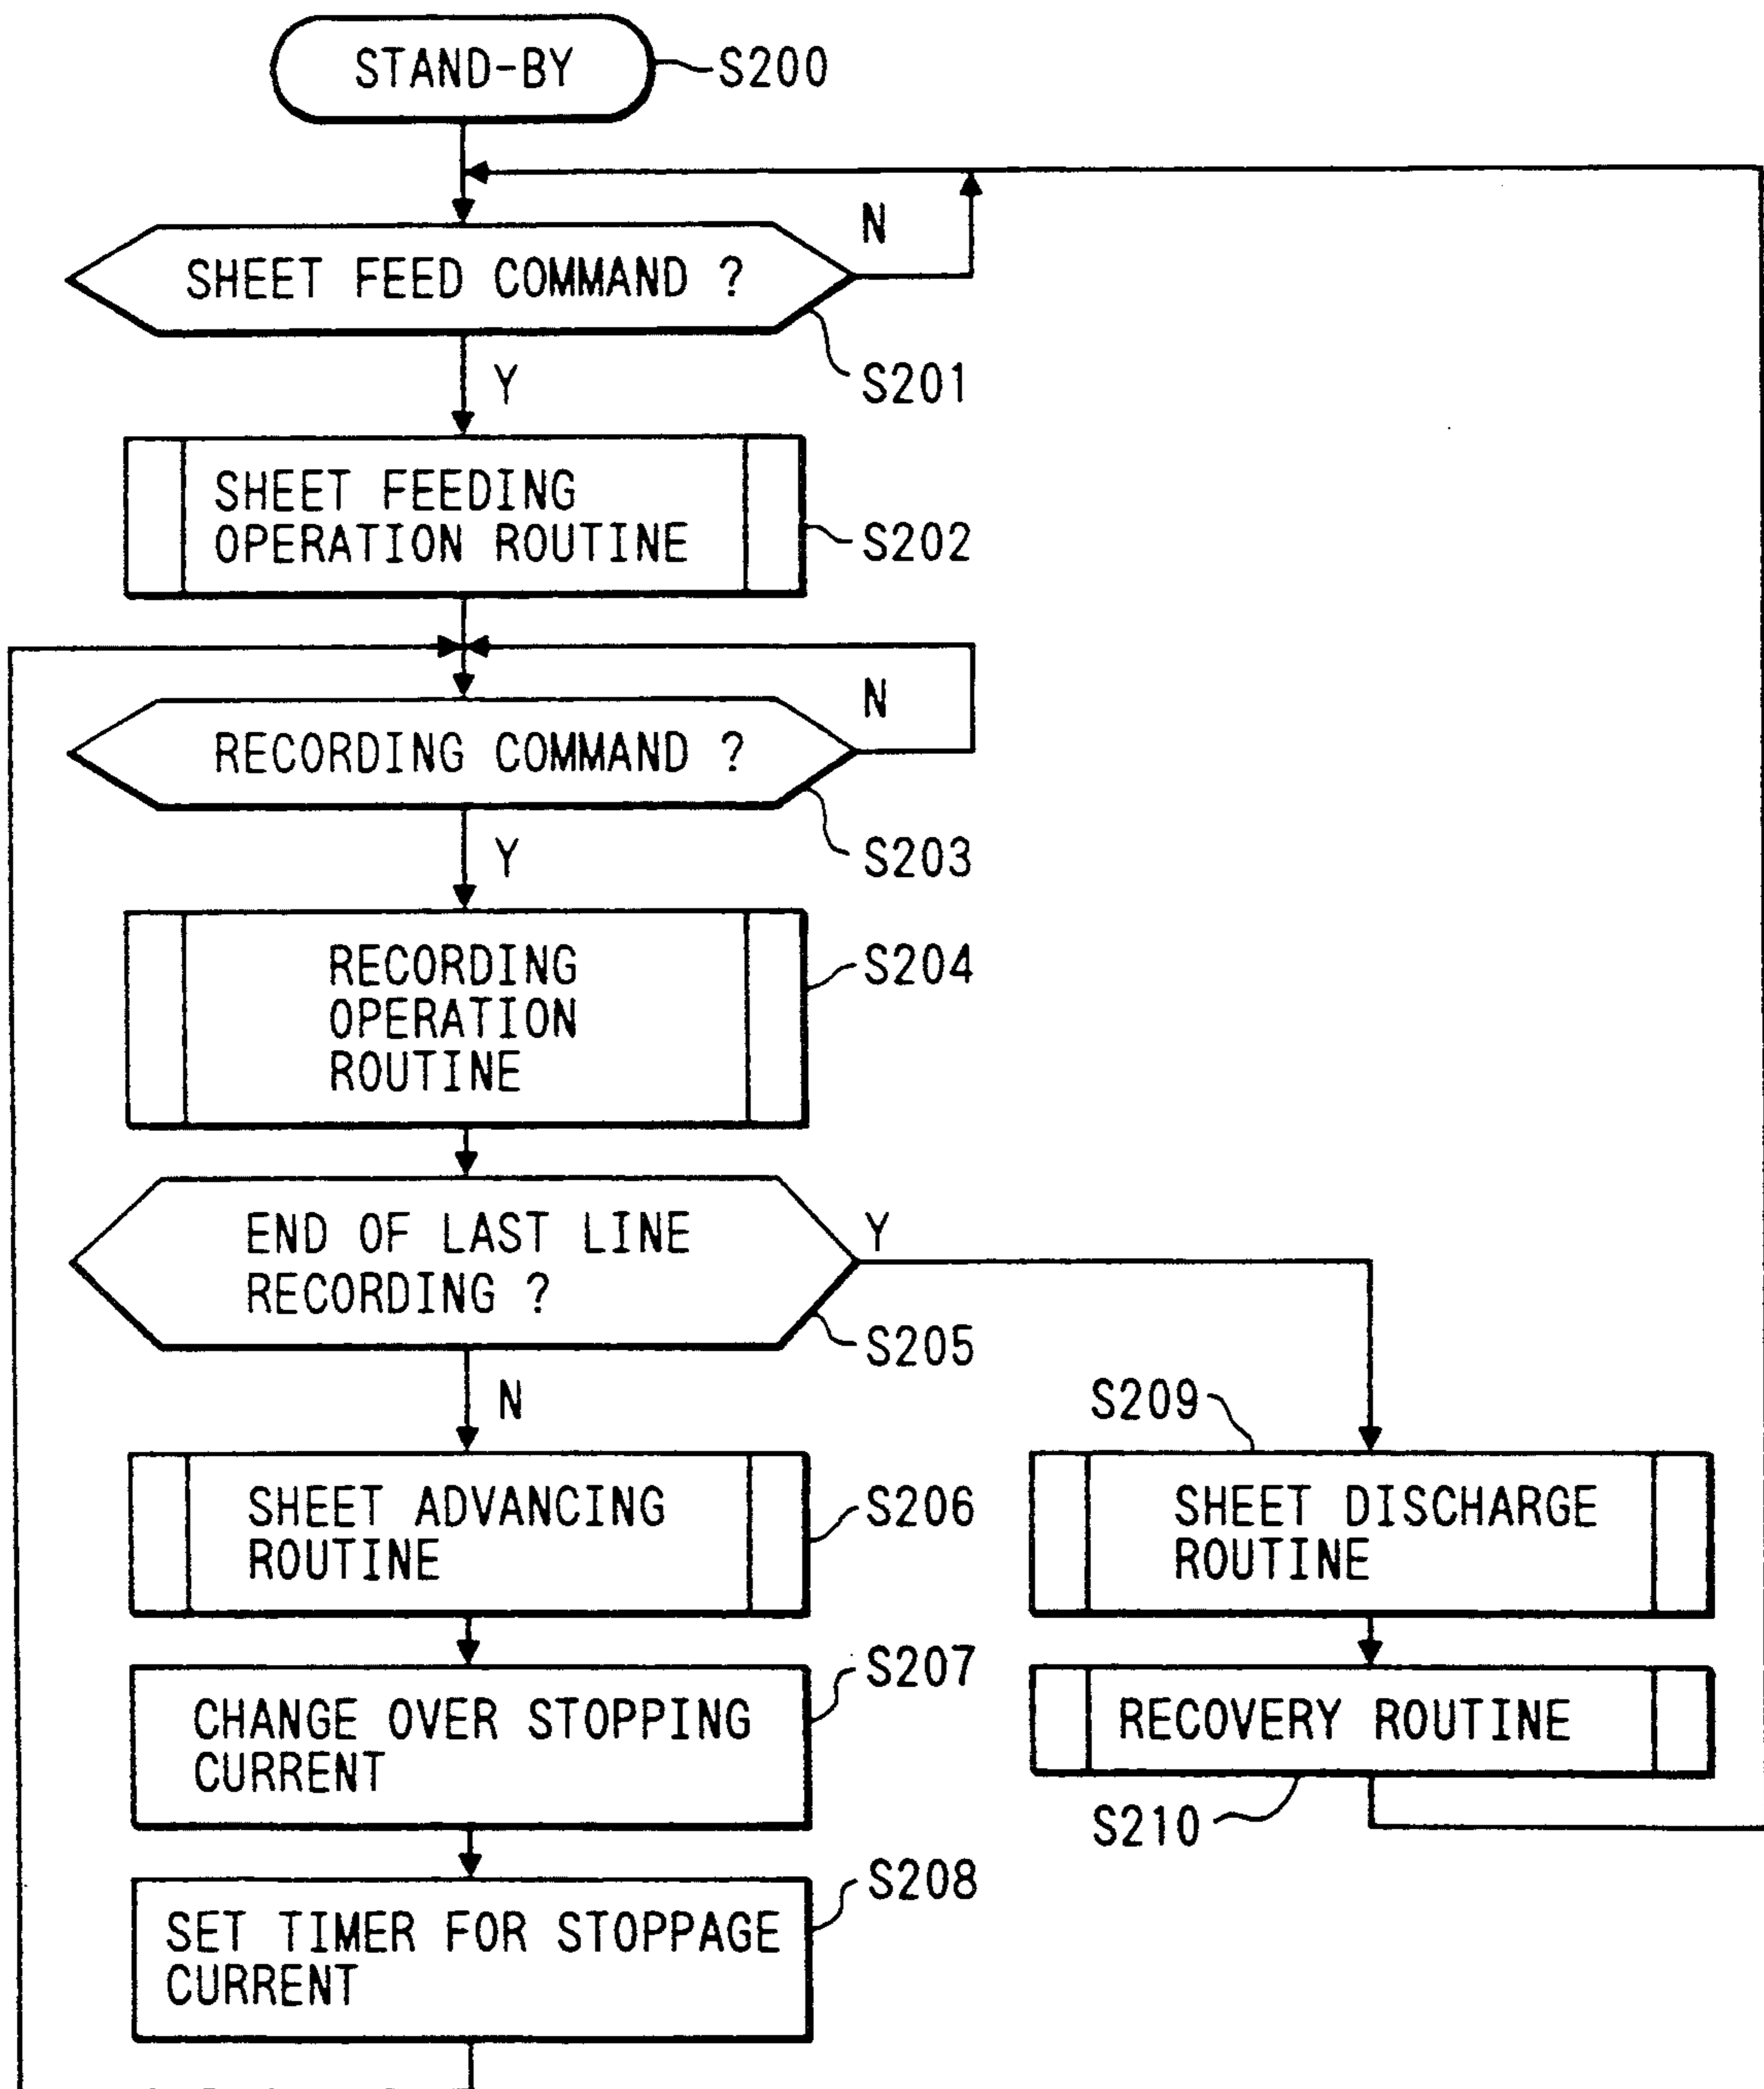 STAND-BY
S200
N
SHEET FEED COMMAND ?
S201
Y
SHEET FEEDING
OPERATION ROUTINE
S202
N
RECORDING COMMAND ?
S203
Y
RECORDING
OPERATION
ROUTINE
S204
END OF LAST LINE
RECORDING ?
Y
S205
N
S209
SHEET ADVANCING
ROUTINE
S206
SHEET DISCHARGE
ROUTINE
S207
CHANGE OVER STOPPING
CURRENT
RECOVERY ROUTINE
S210
S208
SET TIMER FOR STOPPAGE
CURRENT